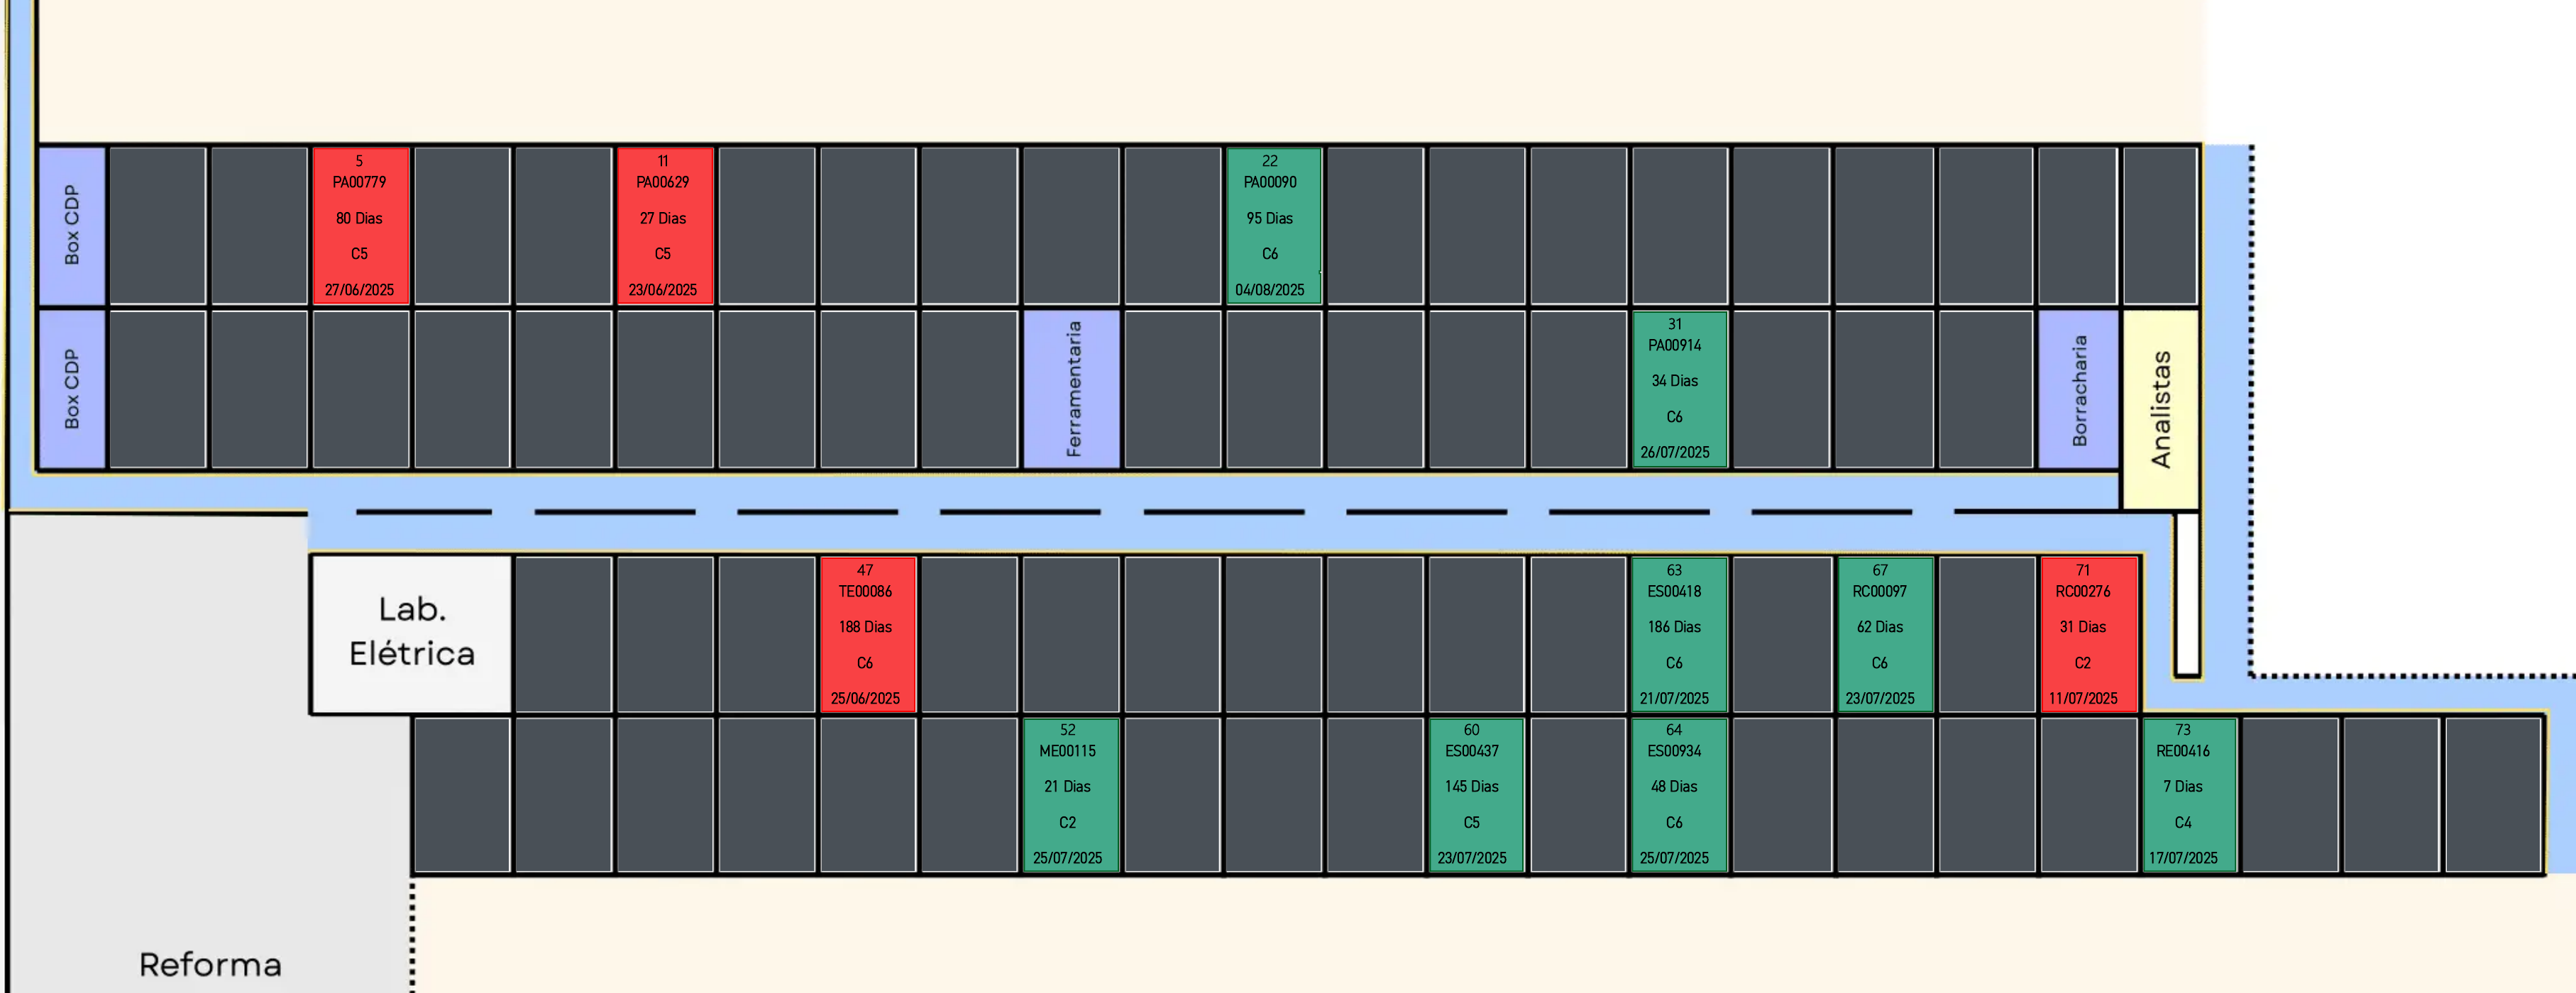 Box CDP
5
PA00779
80 Dias
C5
27/06/2025
11
PA00629
27 Dias
C5
23/06/2025
22
PA00090
95 Dias
C6
04/08/2025
Box CDP
Ferramentaria
31
PA00914
34 Dias
C6
26/07/2025
Borracharia
Analistas
Lab.
Elétrica
47
TE00086
188 Dias
C6
25/06/2025
63
ES00418
186 Dias
C6
21/07/2025
67
RC00097
62 Dias
C6
23/07/2025
71
RC00276
31 Dias
C2
11/07/2025
52
ME00115
21 Dias
C2
25/07/2025
60
ES00437
145 Dias
C5
23/07/2025
64
ES00934
48 Dias
C6
25/07/2025
73
RE00416
7 Dias
C4
17/07/2025
Reforma